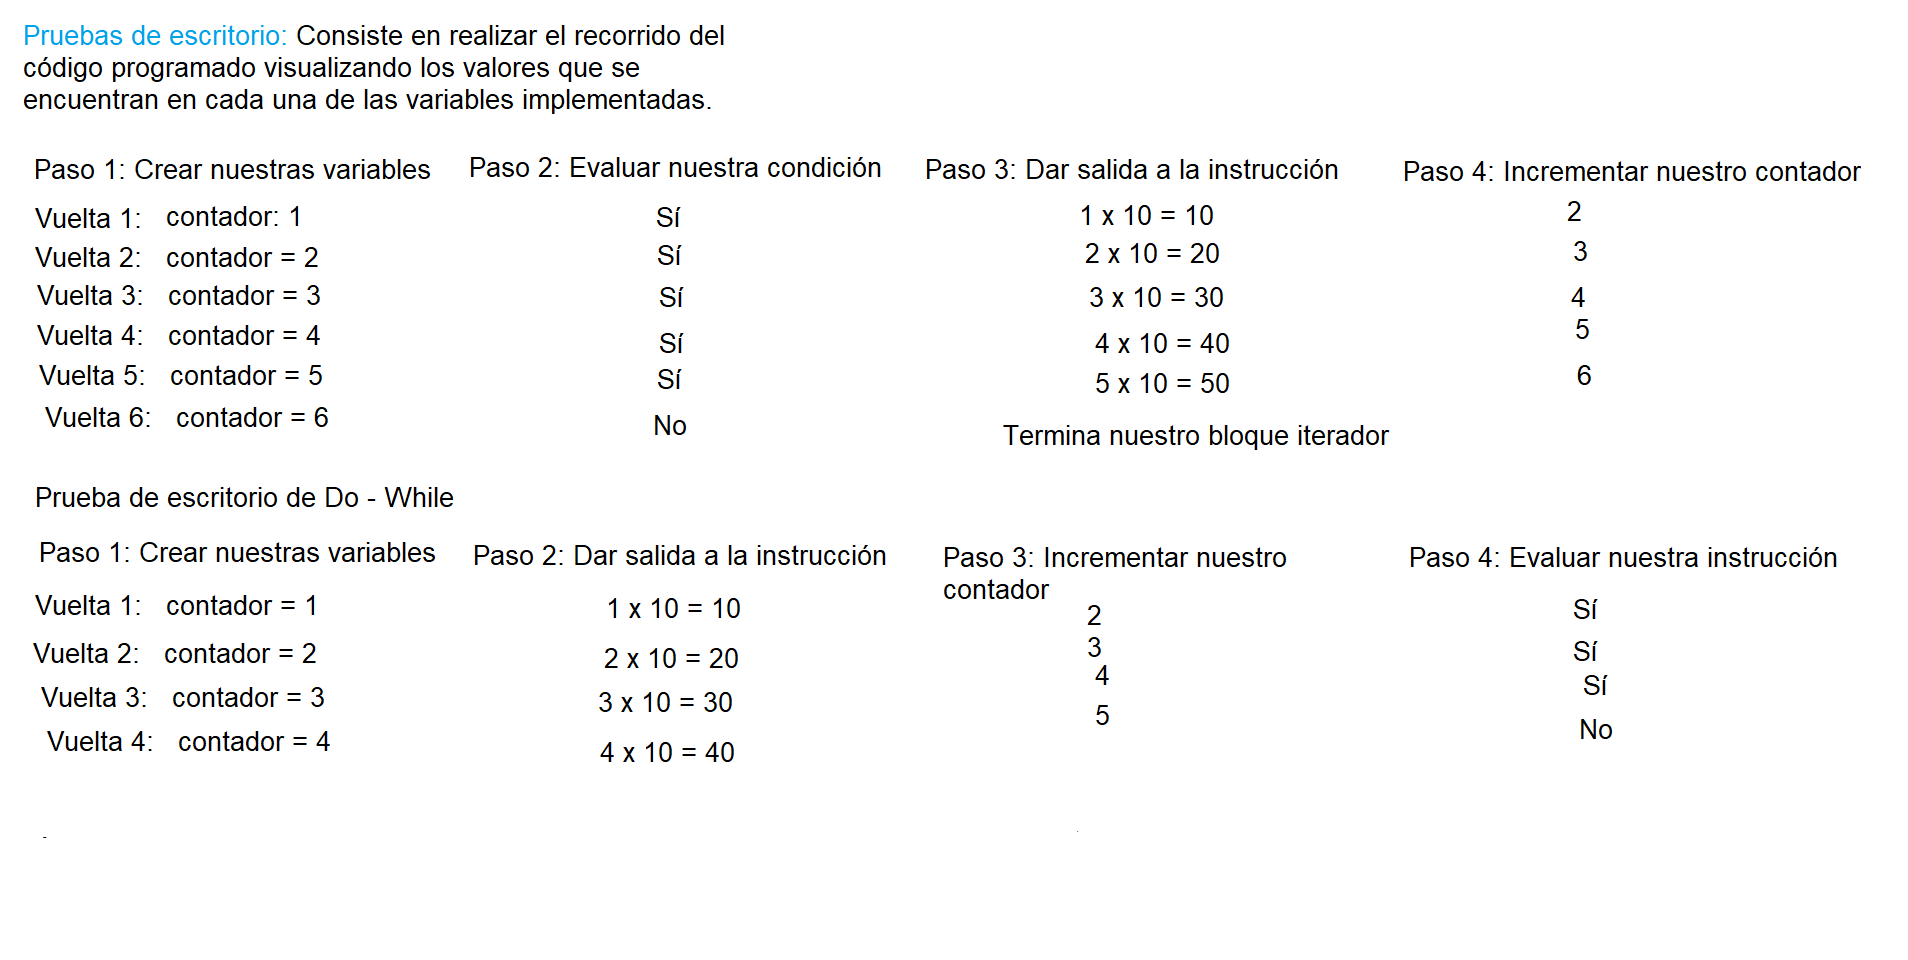 Pruebas de escritorio: Consiste en realizar el recorrido del
código programado visualizando los valores que se
encuentran en cada una de las variables implementadas.
Paso 1: Crear nuestras variables Paso 2: Evaluar nuestra condición Paso 3: Dar salida a la instrucción Paso 4: Incrementar nuestro contador
Vuelta 1: contador: 1 Sí 1 x 10 = 10 2
Vuelta 2: contador = 2 Sí 2 x 10 = 20 3
Vuelta 3: contador = 3 Sí 3 x 10 = 30 4
Vuelta 4: contador = 4 Sí 4 x 10 = 40 5
Vuelta 5: contador = 5 Sí 5 x 10 = 50 6
Vuelta 6: contador = 6 No Termina nuestro bloque iterador
Prueba de escritorio de Do - While
Paso 1: Crear nuestras variables Paso 2: Dar salida a la instrucción Paso 3: Incrementar nuestro Paso 4: Evaluar nuestra instrucción
contador
Vuelta 1: contador = 1 1 x 10 = 10 2 Sí
Vuelta 2: contador = 2 2 x 10 = 20 3 Sí
Vuelta 3: contador = 3 3 x 10 = 30 4 Sí
Vuelta 4: contador = 4 4 x 10 = 40 5 No